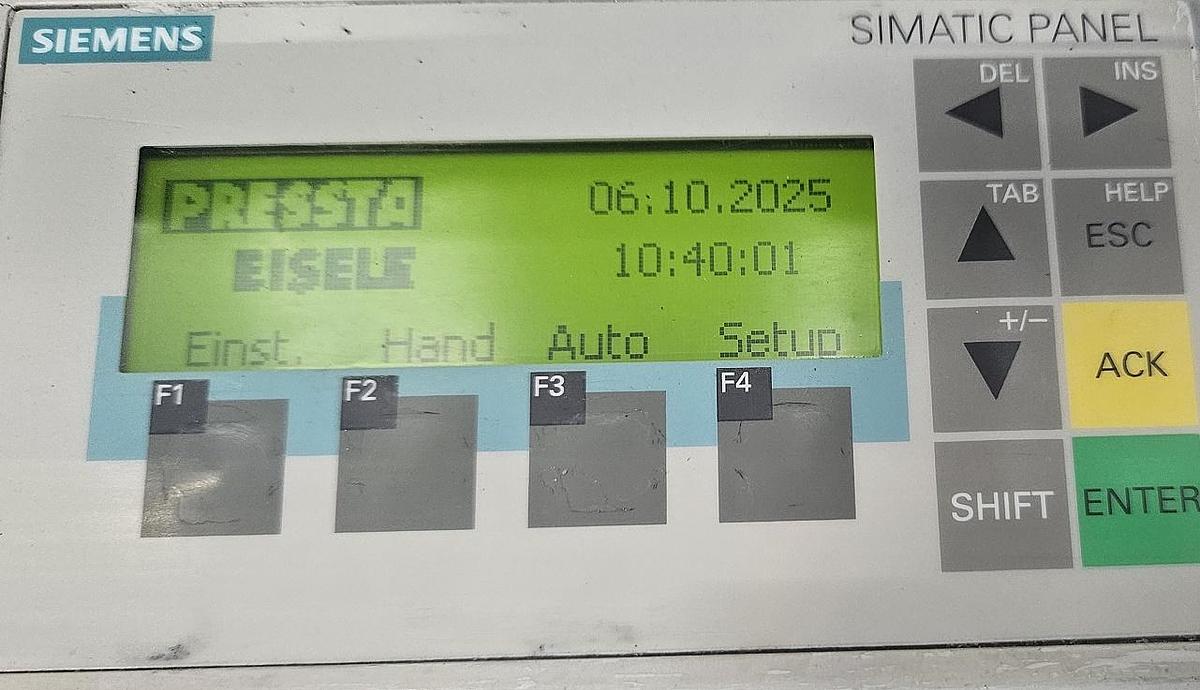 SIEMENS
SIMATIC PANEL
PRESSTA 06.10.2025
EISELE 10:40:01
Einst. Hand Auto Setup
F1 F2 F3 F4
DEL INS
TAB HELP
ESC
+/−
ACK
SHIFT ENTER